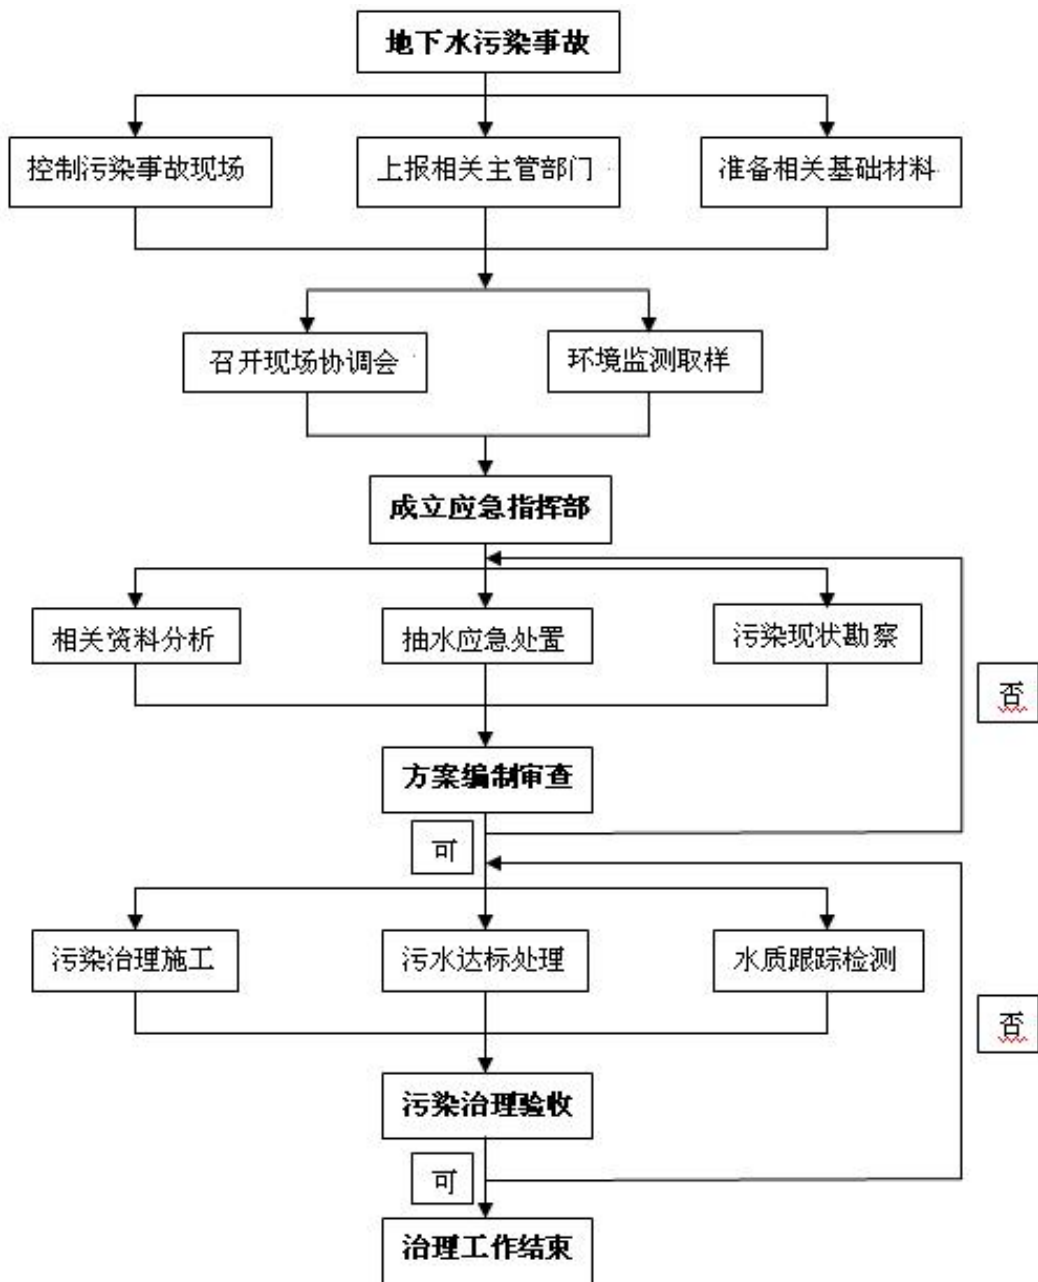 地下水污染事故
控制污染事故现场
上报相关主管部门
准备相关基础材料
召开现场协调会
环境监测取样
成立应急指挥部
相关资料分析
抽水应急处置
污染现状勘察
否
方案编制审查
可
污染治理施工
污水达标处理
水质跟踪检测
否
污染治理验收
可
治理工作结束